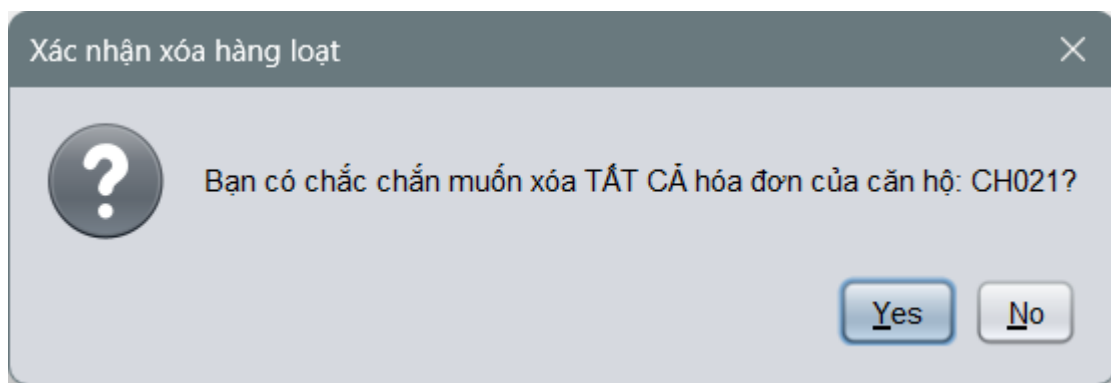 Xác nhận xóa hàng loạt
Bạn có chắc chắn muốn xóa TẤT CẢ hóa đơn của căn hộ: CH021?
Yes
No